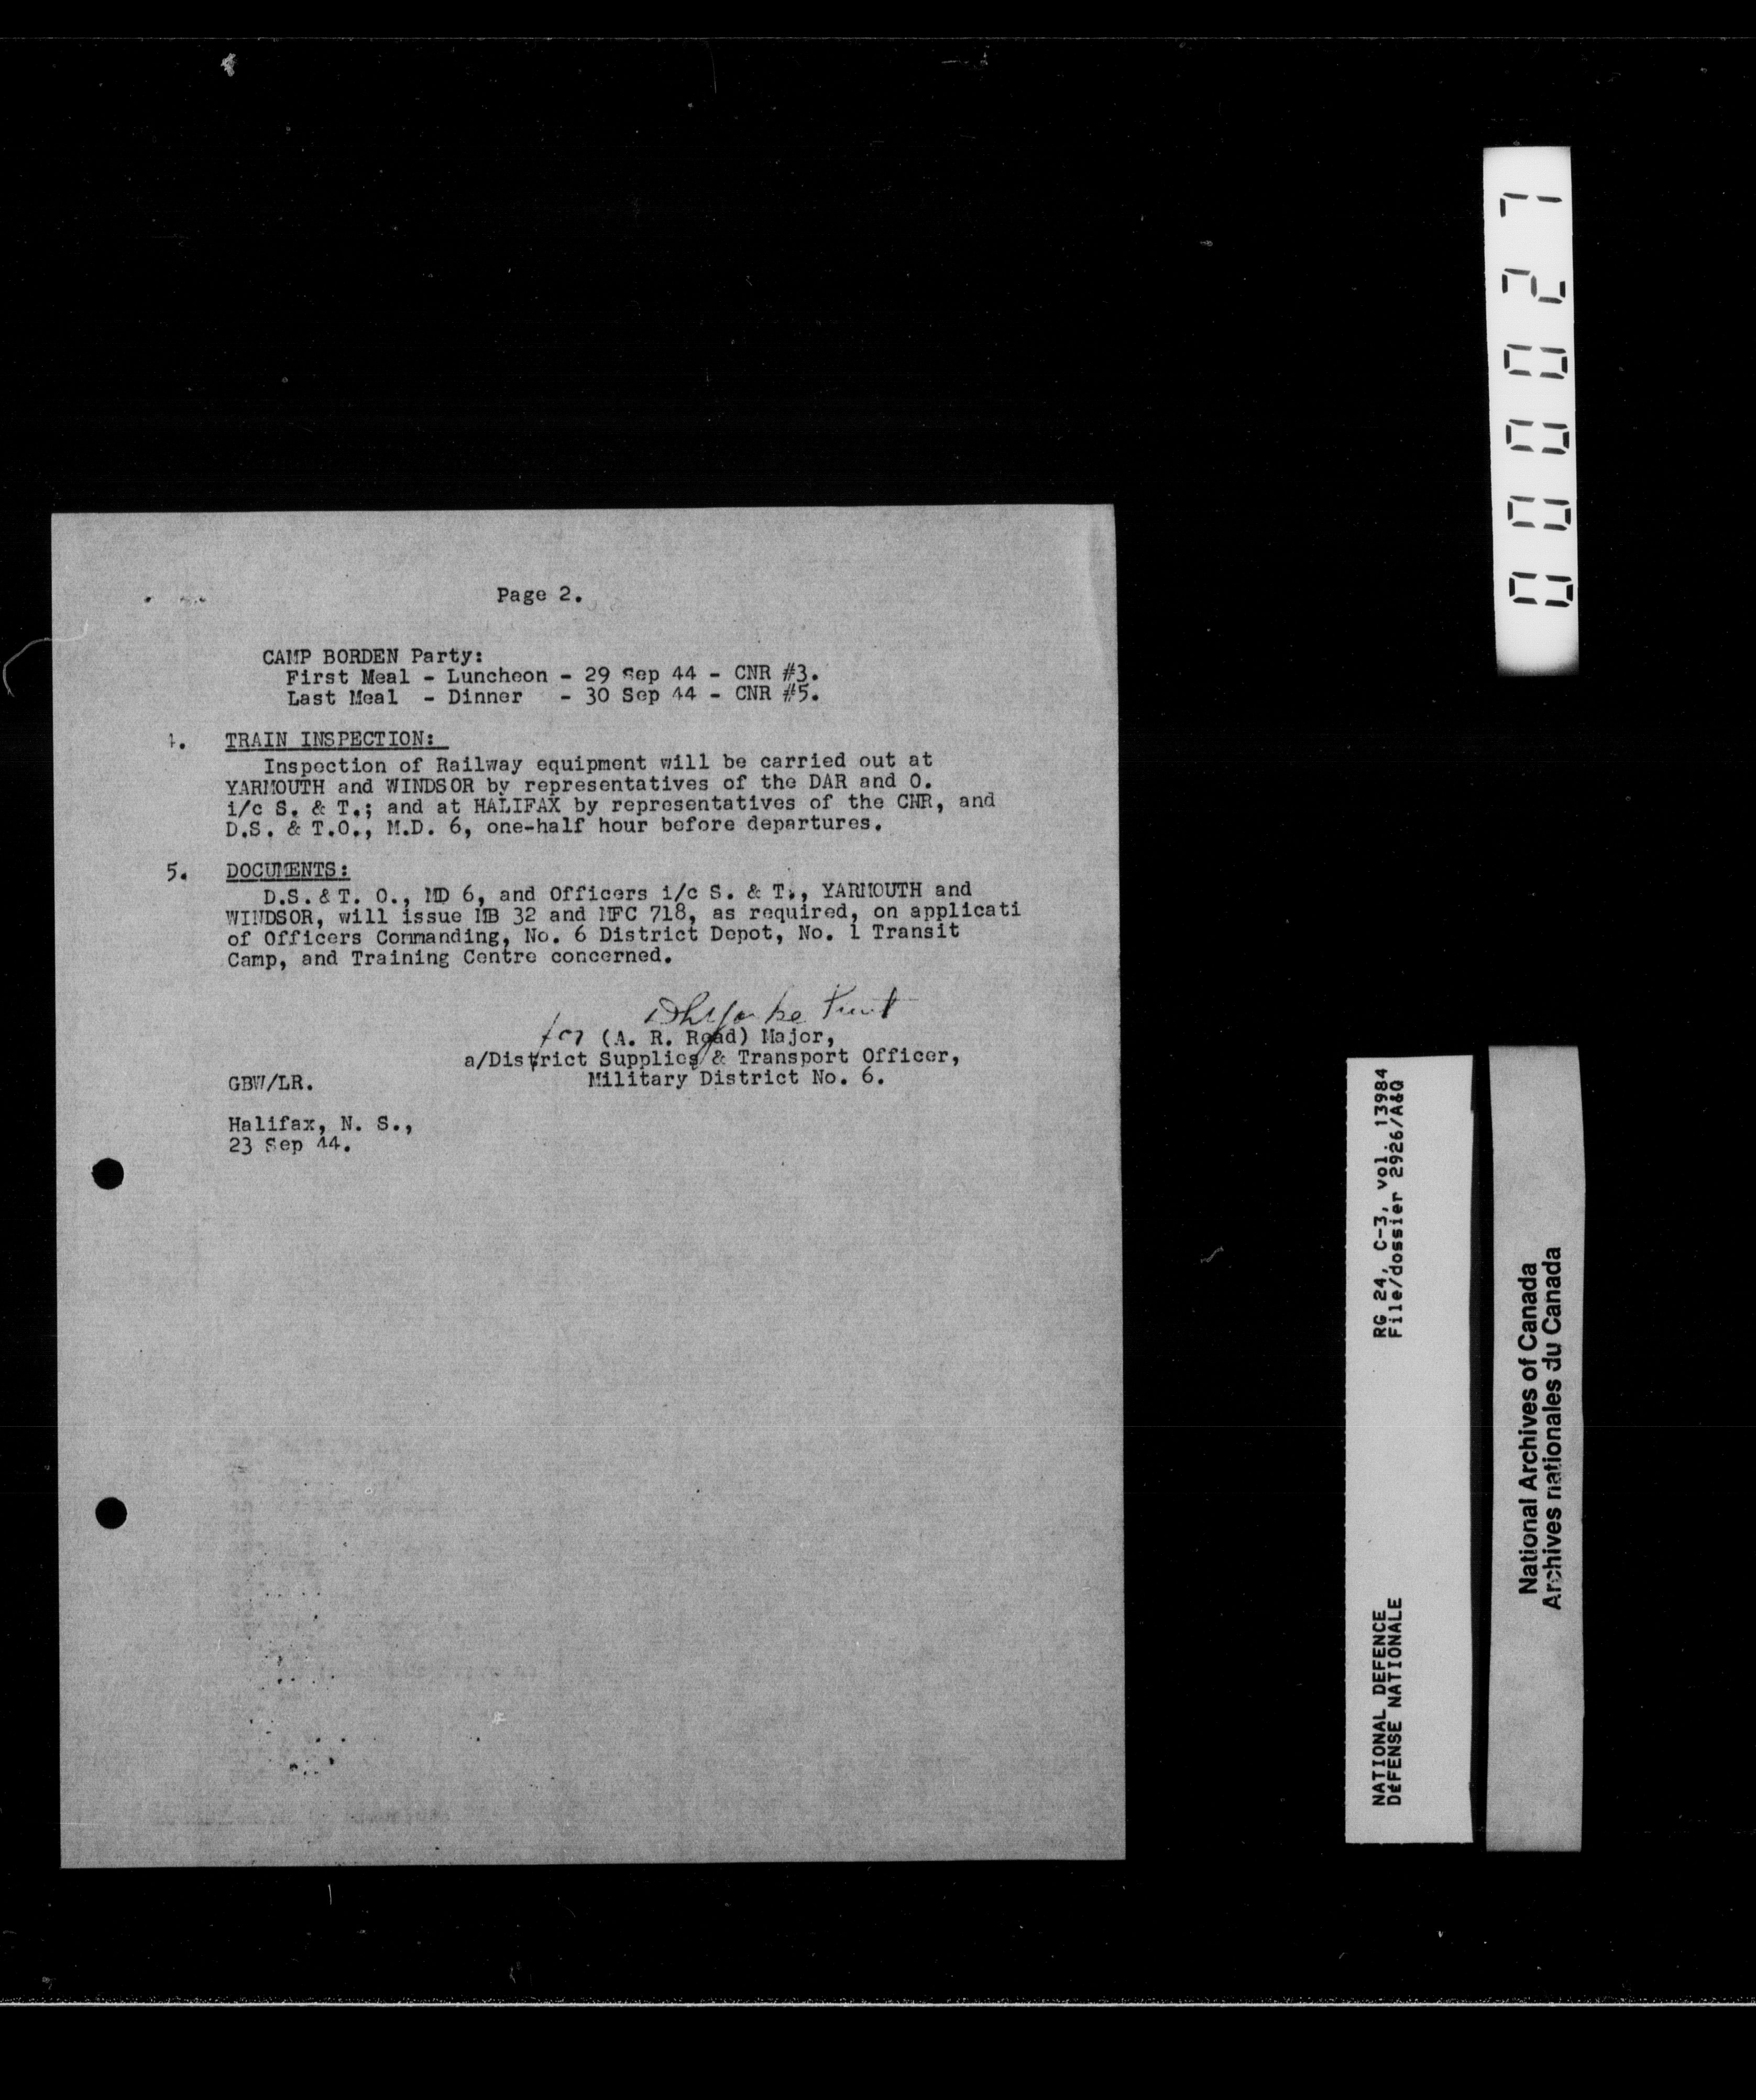 Page 2.
CAMP BORDEN Party:
First Meal - Luncheon - 29 Sep 44 - CNR #3.
Last Meal - Dinner - 30 Sep 44 - CNR #5.
4. TRAIN INSPECTION:
Inspection of Railway equipment will be carried out at
YARMOUTH and WINDSOR by representatives of the DAR and O.
i/c S. & T.; and at HALIFAX by representatives of the CNR, and
D.S. & T.O., M.D. 6, one-half hour before departures.
5. DOCUMENTS:
D.S. & T. O., MD 6, and Officers i/c S. & T., YARMOUTH and
WINDSOR, will issue MB 32 and MFC 718, as required, on applicati
of Officers Commanding, No. 6 District Depot, No. 1 Transit
Camp, and Training Centre concerned.
for (A. R. Read) Major,
a/District Supplies & Transport Officer,
GBW/LR. Military District No. 6.
Halifax, N. S.,
23 Sep 44.
000027
RG 24, C-3, vol. 13984
File/dossier 2926/A&Q
NATIONAL DEFENCE
DÉFENSE NATIONALE
National Archives of Canada
Archives nationales du Canada